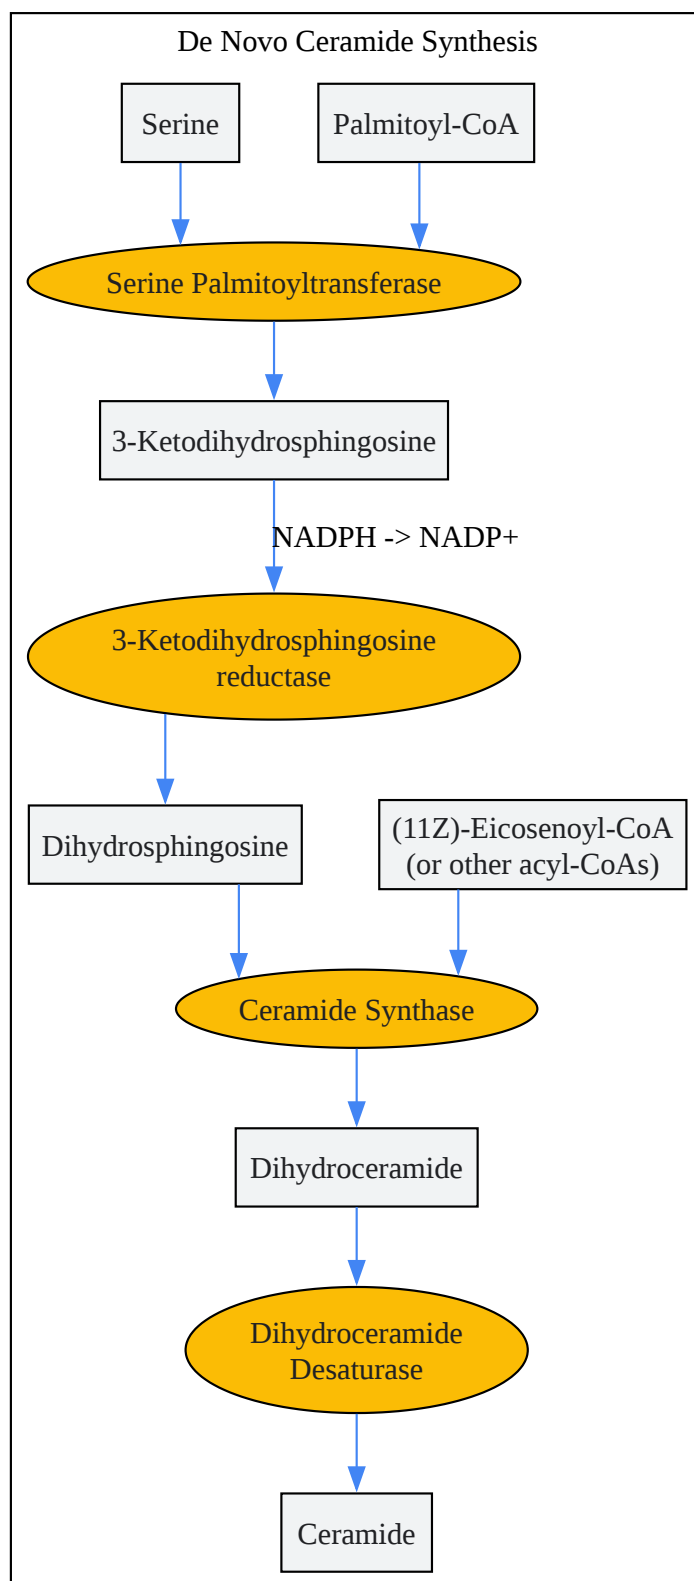 De Novo Ceramide Synthesis
Serine
Palmitoyl-CoA
Serine Palmitoyltransferase
3-Ketodihydrosphingosine
NADPH -> NADP+
3-Ketodihydrosphingosine
reductase
Dihydrosphingosine
(11Z)-Eicosenoyl-CoA
(or other acyl-CoAs)
Ceramide Synthase
Dihydroceramide
Dihydroceramide
Desaturase
Ceramide